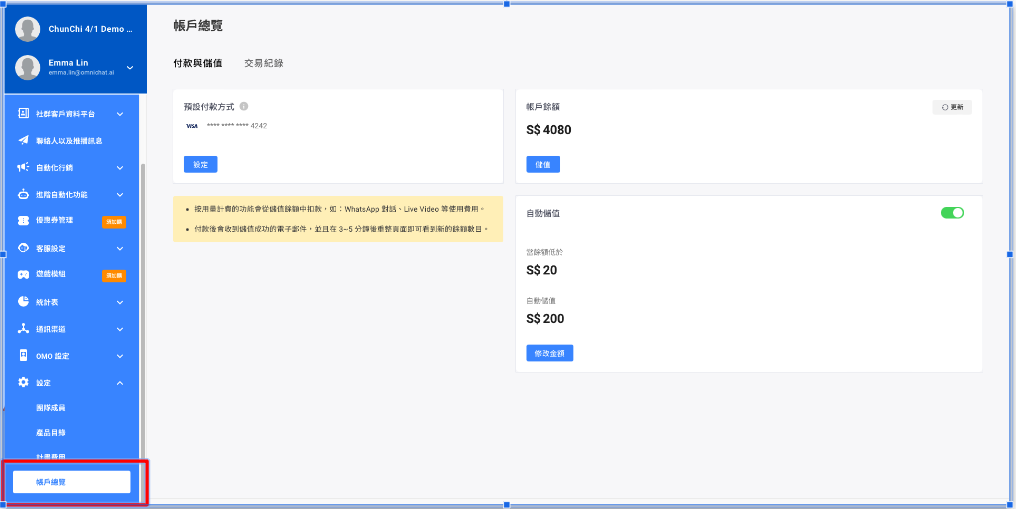 ChunChi 4/1 Demo ...
Emma Lin
emma.lin@omnichat.ai
社群客戶資料平台
聯絡人以及推播訊息
自動化行銷
進階自動化功能
優惠券管理
需加購
客服設定
遊戲模組
需加購
統計表
通訊渠道
OMO 設定
設定
團隊成員
產品目錄
計畫費用
帳戶總覽
帳戶總覽
付款與儲值
交易紀錄
預設付款方式
VISA **** **** **** 4242
設定
按用量計費的功能會從儲值餘額中扣款，如：WhatsApp 對話、Live Video 等使用費用。
付款後會收到儲值成功的電子郵件，並且在 3~5 分鐘後重整頁面即可看到新的餘額數目。
帳戶餘額
更新
S$ 4080
儲值
自動儲值
當餘額低於
S$ 20
自動儲值
S$ 200
修改金額